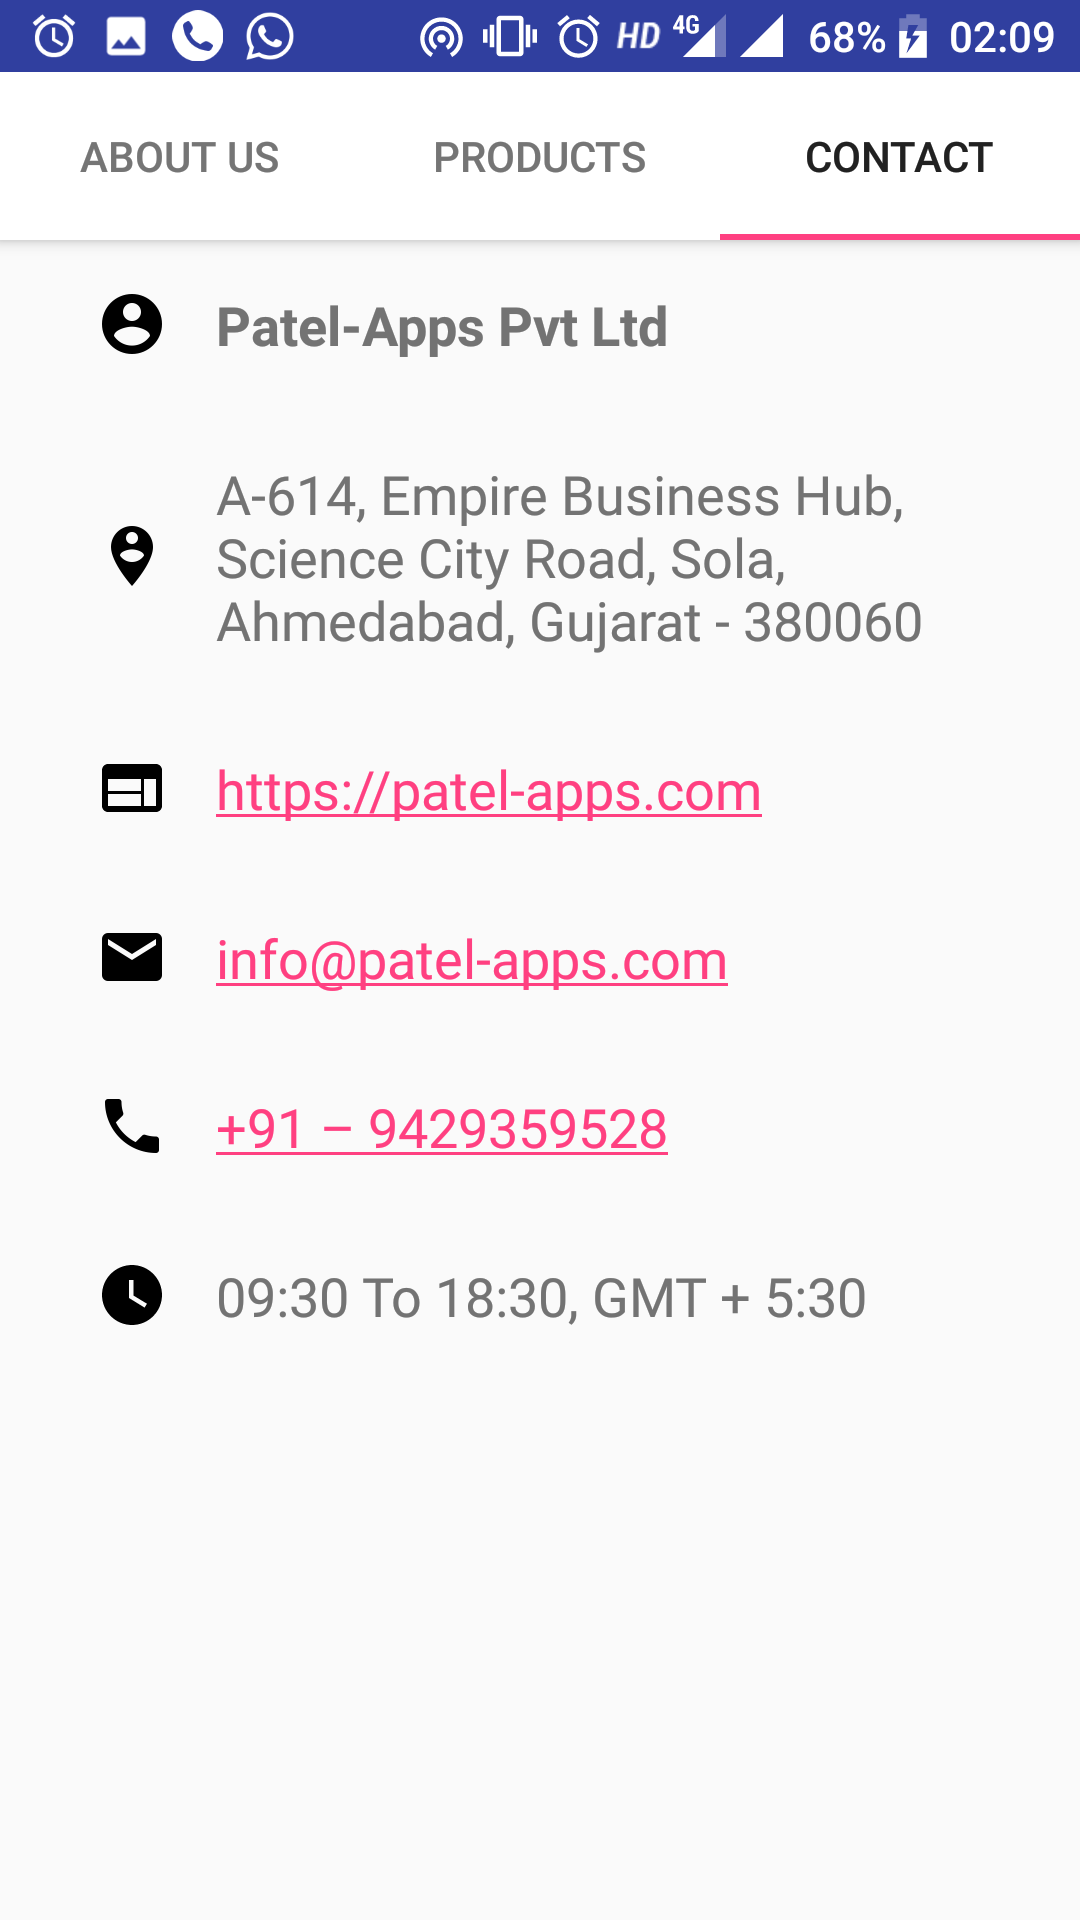 HD 4G 68% 02:09
ABOUT US PRODUCTS CONTACT
Patel-Apps Pvt Ltd
A-614, Empire Business Hub,
Science City Road, Sola,
Ahmedabad, Gujarat - 380060
https://patel-apps.com
info@patel-apps.com
+91 – 9429359528
09:30 To 18:30, GMT + 5:30